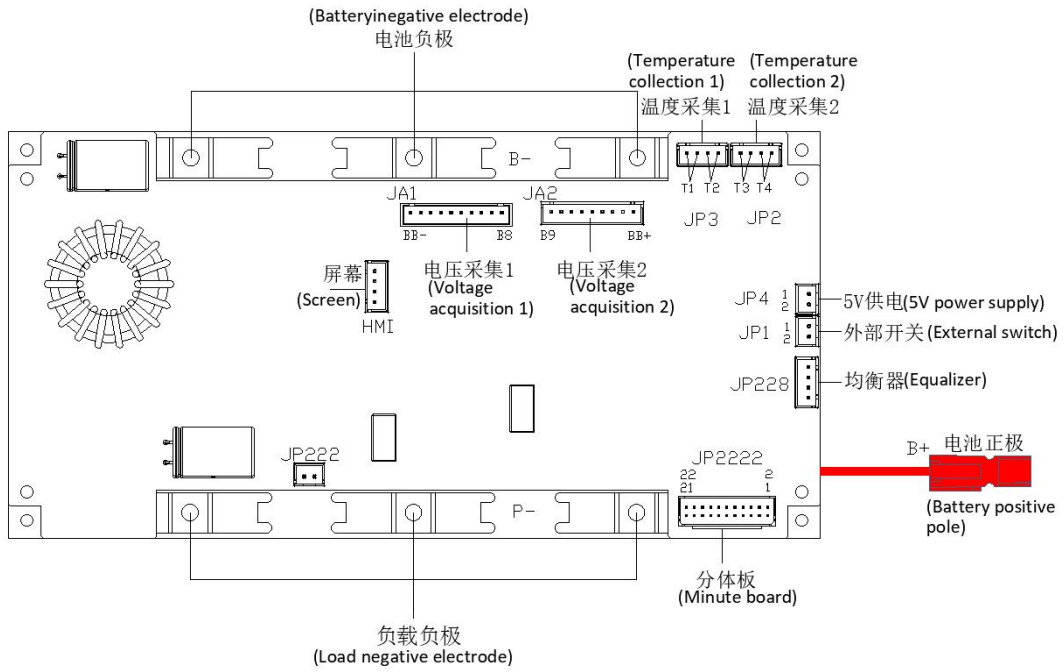 (Batteryinegative electrode)
电池负极
(Temperature
collection 1)
温度采集1
(Temperature
collection 2)
温度采集2
B-
T1 T2
T3 T4
JP3
JP2
JA1
JA2
BB-
B8
B9
BB+
电压采集1
(Voltage
acquisition 1)
电压采集2
(Voltage
acquisition 2)
屏幕
(Screen)
HMI
JP4
1
2
5V供电(5V power supply)
JP1
1
2
外部开关(External switch)
JP228
均衡器(Equalizer)
JP222
JP2222
22
21
2
1
B+
电池正极
(Battery positive
pole)
P-
分体板
(Minute board)
负载负极
(Load negative electrode)